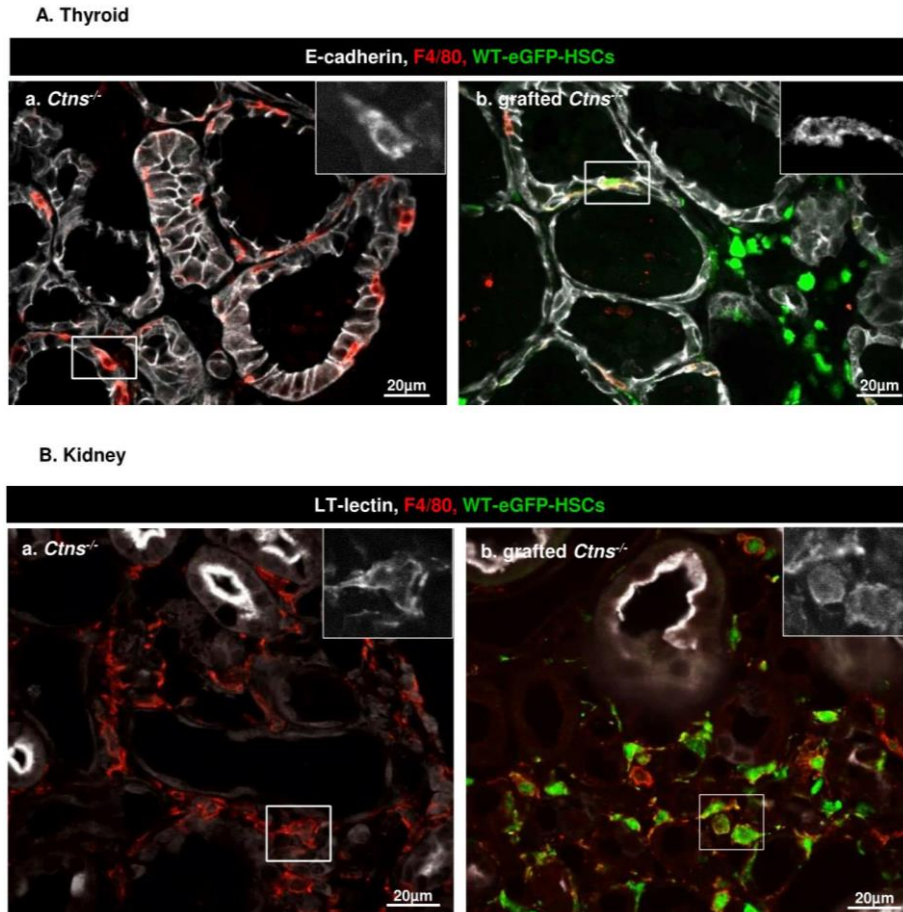 A. Thyroid
E-cadherin, F4/80, WT-eGFP-HSCs
a. Ctns-/-
b. grafted Ctns-/-
20µm
20µm
B. Kidney
LT-lectin, F4/80, WT-eGFP-HSCs
a. Ctns-/-
b. grafted Ctns-/-
20µm
20µm